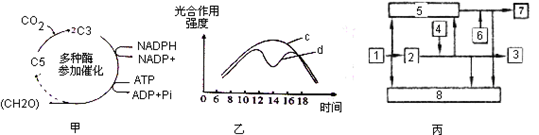 CO₂
2C3
多种酶
参加催化
C5
NADPH
NADP+
ATP
ADP+Pi
(CH2O)
甲
光合作用
强度
c
d
0 6 8 10 12 14 16 18
时间
乙
5
7
4
6
1
2
3
8
丙